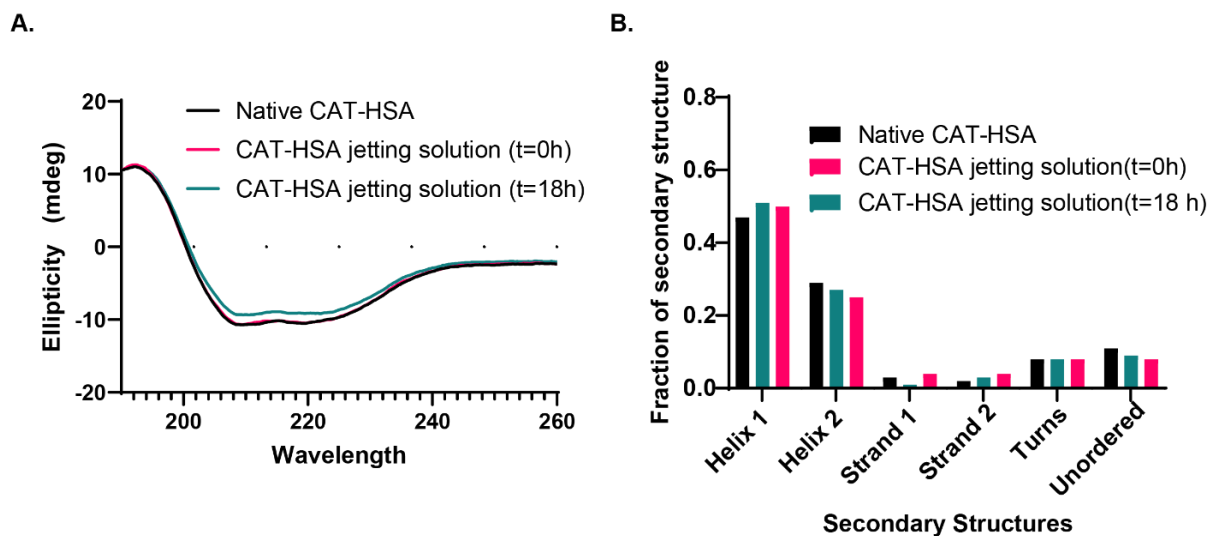 A.
Ellipticity (mdeg)
20
10
0
-10
-20
Native CAT-HSA
CAT-HSA jetting solution (t=0h)
CAT-HSA jetting solution (t=18h)
200
220
240
260
Wavelength
B.
Fraction of secondary structure
0.8
0.6
0.4
0.2
0.0
Native CAT-HSA
CAT-HSA jetting solution(t=0h)
CAT-HSA jetting solution(t=18 h)
Helix 1
Helix 2
Strand 1
Strand 2
Turns
Unordered
Secondary Structures